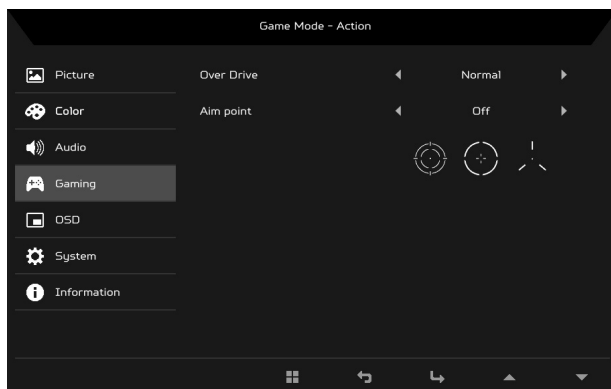 Game Mode - Action
Picture
Over Drive Normal
Color
Aim point Off
Audio
Gaming
OSD
System
Information